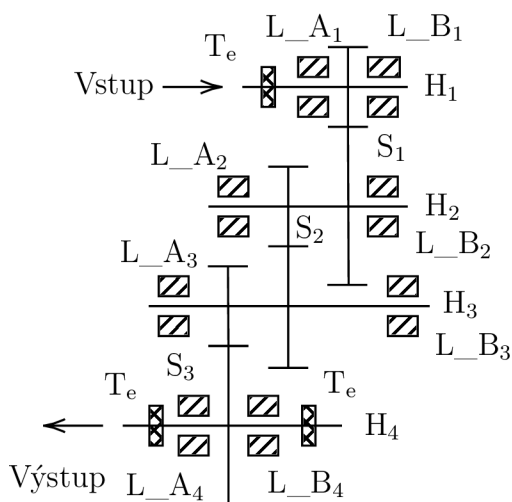 L_A₁ L_B₁
Tₑ
Vstup H₁
S₁
L_A₂
H₂
S₂
L_B₂
L_A₃
H₃
L_B₃
S₃
Tₑ Tₑ
H₄
Výstup L_A₄ L_B₄